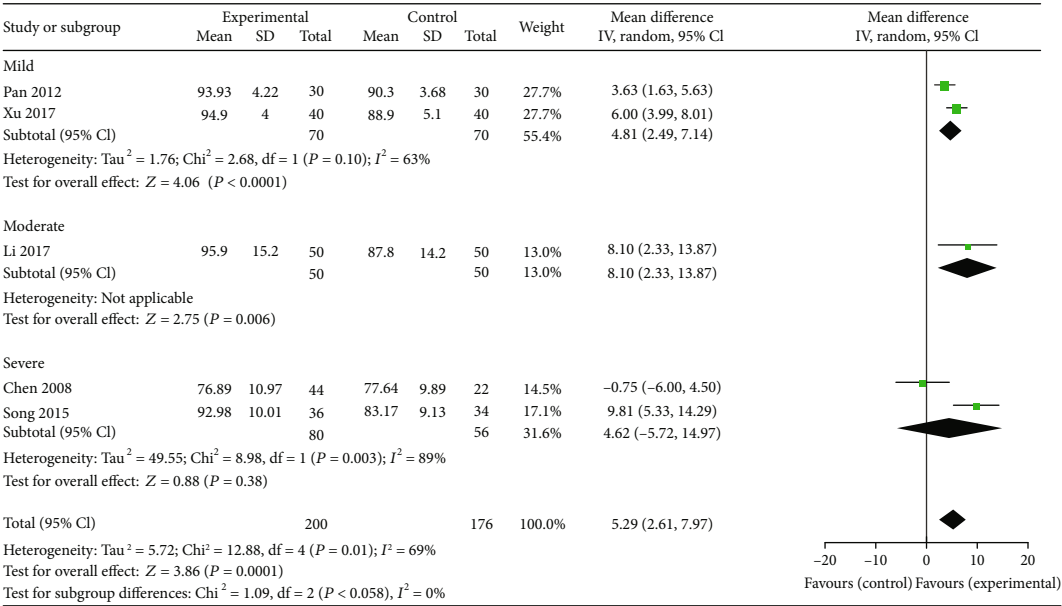 Study or subgroup Experimental Control Weight Mean difference Mean difference
Mean SD Total Mean SD Total IV, random, 95% Cl IV, random, 95% Cl
Mild
Pan 2012 93.93 4.22 30 90.3 3.68 30 27.7% 3.63 (1.63, 5.63)
Xu 2017 94.9 4 40 88.9 5.1 40 27.7% 6.00 (3.99, 8.01)
Subtotal (95% Cl) 70 70 55.4% 4.81 (2.49, 7.14)
Heterogeneity: Tau² = 1.76; Chi² = 2.68, df = 1 (P = 0.10); I² = 63%
Test for overall effect: Z = 4.06 (P < 0.0001)
Moderate
Li 2017 95.9 15.2 50 87.8 14.2 50 13.0% 8.10 (2.33, 13.87)
Subtotal (95% Cl) 50 50 13.0% 8.10 (2.33, 13.87)
Heterogeneity: Not applicable
Test for overall effect: Z = 2.75 (P = 0.006)
Severe
Chen 2008 76.89 10.97 44 77.64 9.89 22 14.5% –0.75 (–6.00, 4.50)
Song 2015 92.98 10.01 36 83.17 9.13 34 17.1% 9.81 (5.33, 14.29)
Subtotal (95% Cl) 80 56 31.6% 4.62 (–5.72, 14.97)
Heterogeneity: Tau² = 49.55; Chi² = 8.98, df = 1 (P = 0.003); I² = 89%
Test for overall effect: Z = 0.88 (P = 0.38)
Total (95% Cl) 200 176 100.0% 5.29 (2.61, 7.97)
Heterogeneity: Tau² = 5.72; Chi² = 12.88, df = 4 (P = 0.01); I² = 69%
Test for overall effect: Z = 3.86 (P = 0.0001)
Test for subgroup differences: Chi² = 1.09, df = 2 (P < 0.058), I² = 0%
–20 –10 0 10 20
Favours (control) Favours (experimental)